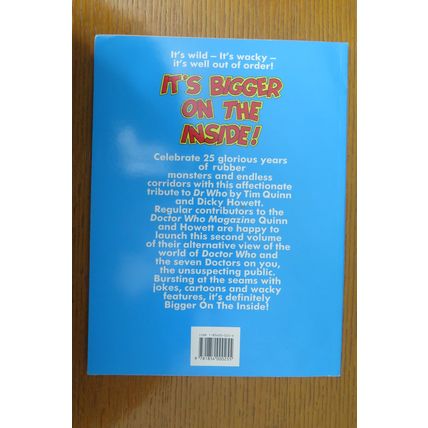 It's wild – It's wacky –
it's well out of order!
IT'S BIGGER
ON THE
INSIDE!
Celebrate 25 glorious years
of rubber
monsters and endless
corridors with this affectionate
tribute to Dr Who by Tim Quinn
and Dicky Howett.
Regular contributors to the
Doctor Who Magazine Quinn
and Howett are happy to
launch this second volume
of their alternative view of the
world of Doctor Who and
the seven Doctors on you,
the unsuspecting public.
Bursting at the seams with
jokes, cartoons and wacky
features, it's definitely
Bigger On The Inside!